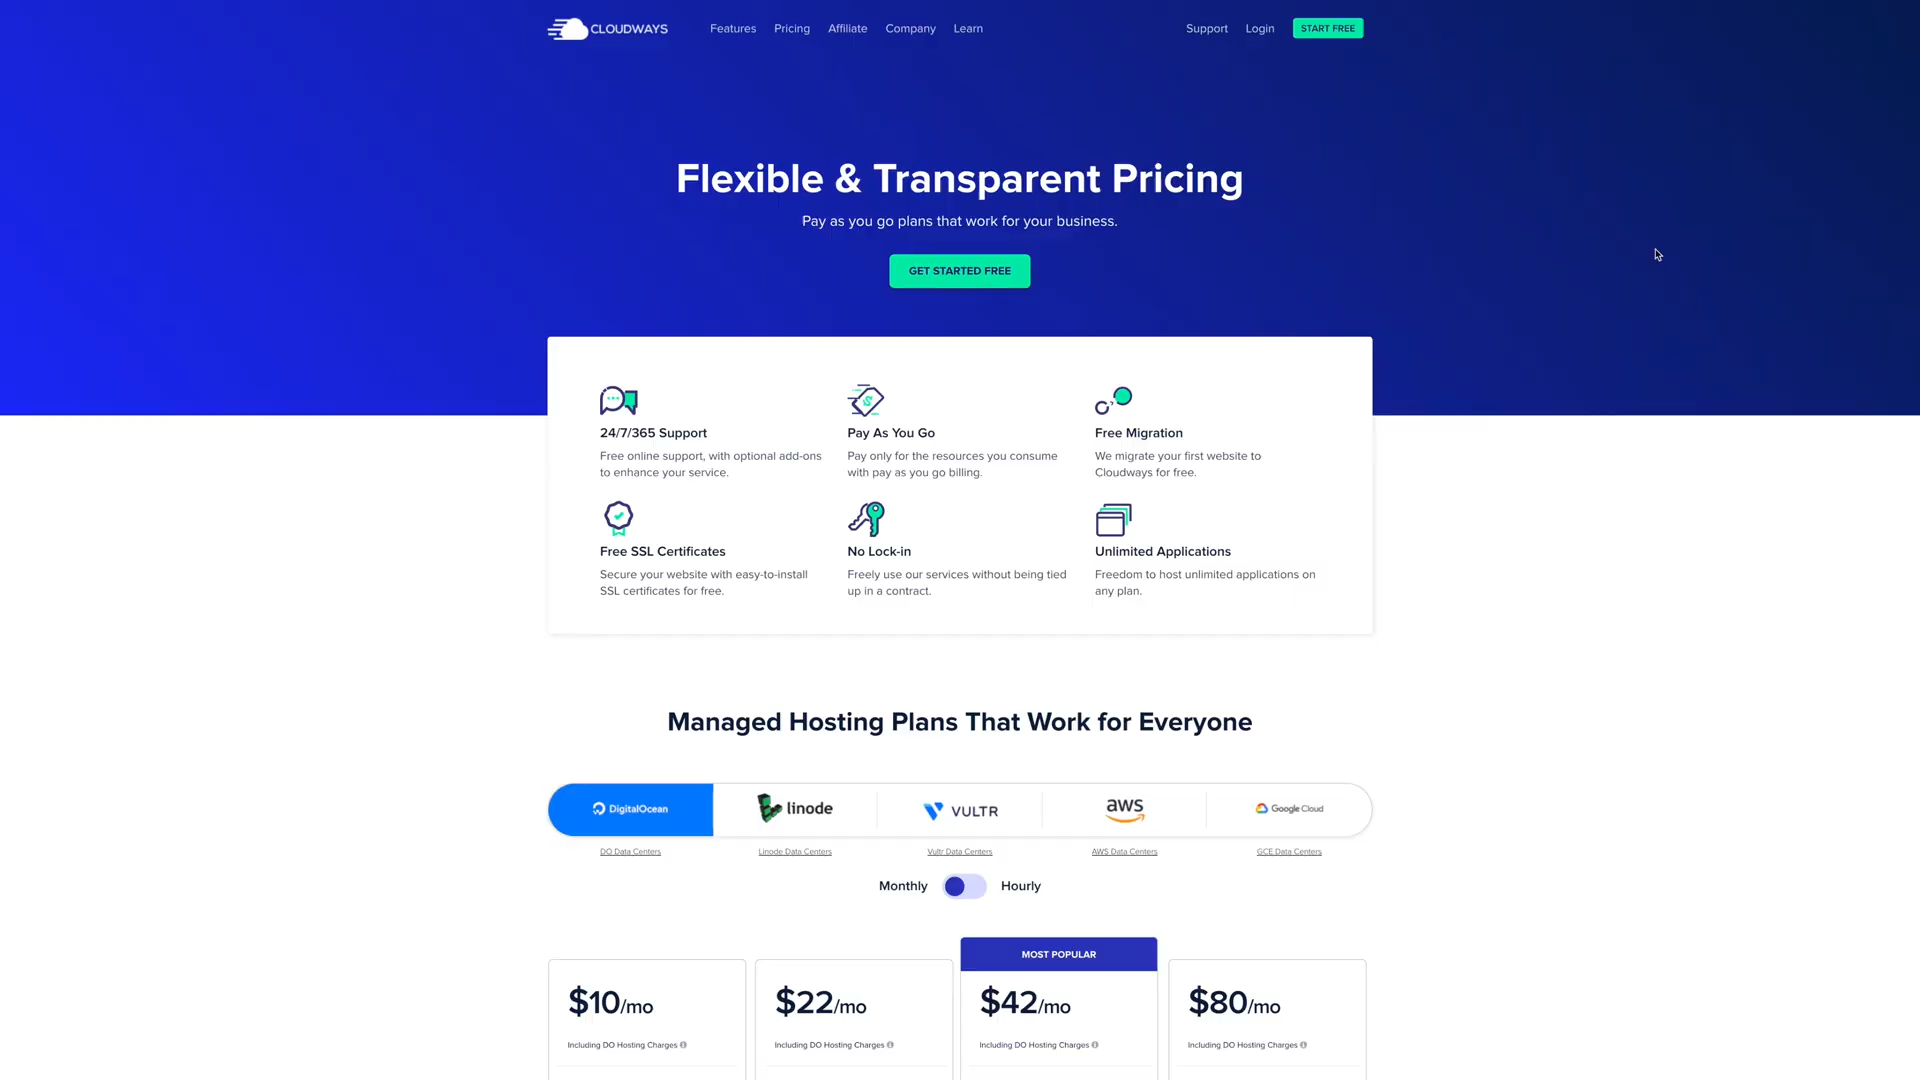 CLOUDWAYS
Features Pricing Affiliate Company Learn
Support Login START FREE
Flexible & Transparent Pricing
Pay as you go plans that work for your business.
GET STARTED FREE
24/7/365 Support
Free online support, with optional add-ons
to enhance your service.
Pay As You Go
Pay only for the resources you consume
with pay as you go billing.
Free Migration
We migrate your first website to
Cloudways for free.
Free SSL Certificates
Secure your website with easy-to-install
SSL certificates for free.
No Lock-in
Freely use our services without being tied
up in a contract.
Unlimited Applications
Freedom to host unlimited applications on
any plan.
Managed Hosting Plans That Work for Everyone
DigitalOcean linode VULTR aws Google Cloud
DO Data Centers Linode Data Centers Vultr Data Centers AWS Data Centers GCE Data Centers
Monthly Hourly
MOST POPULAR
$10/mo $22/mo $42/mo $80/mo
Including DO Hosting Charges Including DO Hosting Charges Including DO Hosting Charges Including DO Hosting Charges